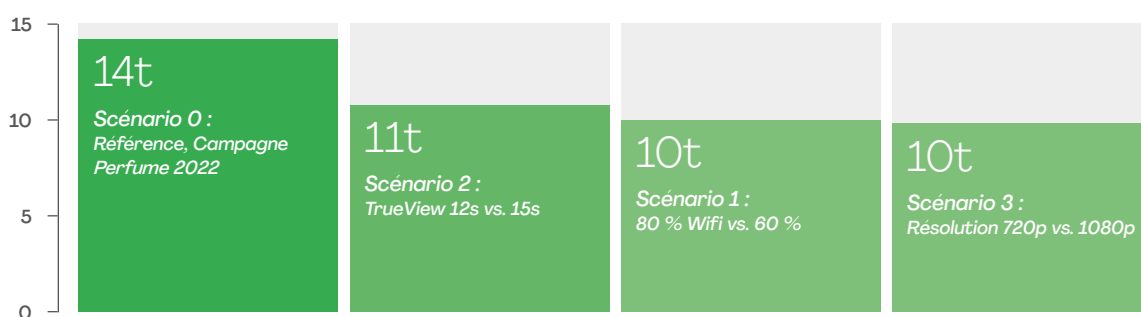 15
10
5
0
14t
Scénario 0 :
Référence, Campagne
Perfume 2022
11t
Scénario 2 :
TrueView 12s vs. 15s
10t
Scénario 1 :
80 % Wifi vs. 60 %
10t
Scénario 3 :
Résolution 720p vs. 1080p